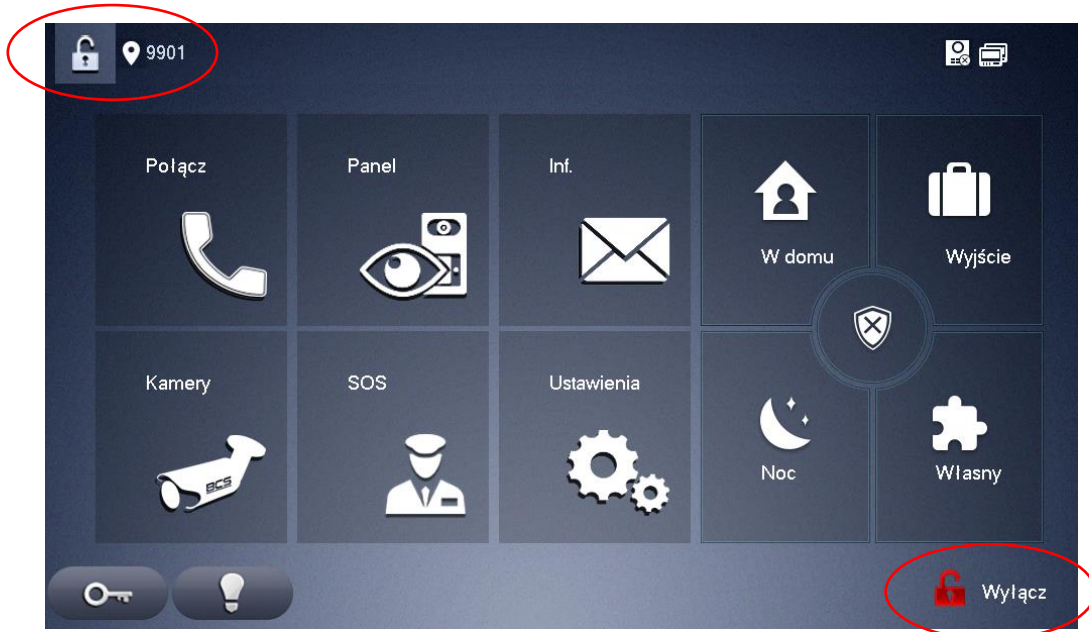 9901
Połącz
Panel
Inf.
W domu
Wyjście
Kamery
BCS
SOS
Ustawienia
Noc
Własny
Wyłącz